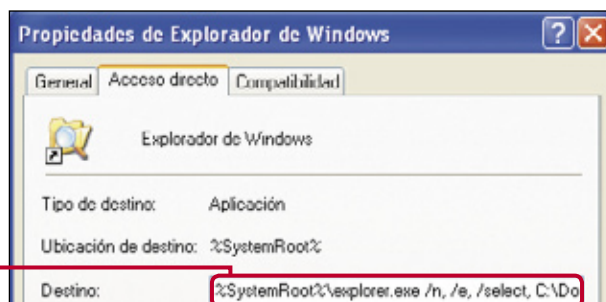 Propiedades de Explorador de Windows
General Acceso directo Compatibilidad
Explorador de Windows
Tipo de destino: Aplicación
Ubicación de destino: %SystemRoot%
Destino: %SystemRoot%\explorer.exe /n, /e, /select, C:\Do